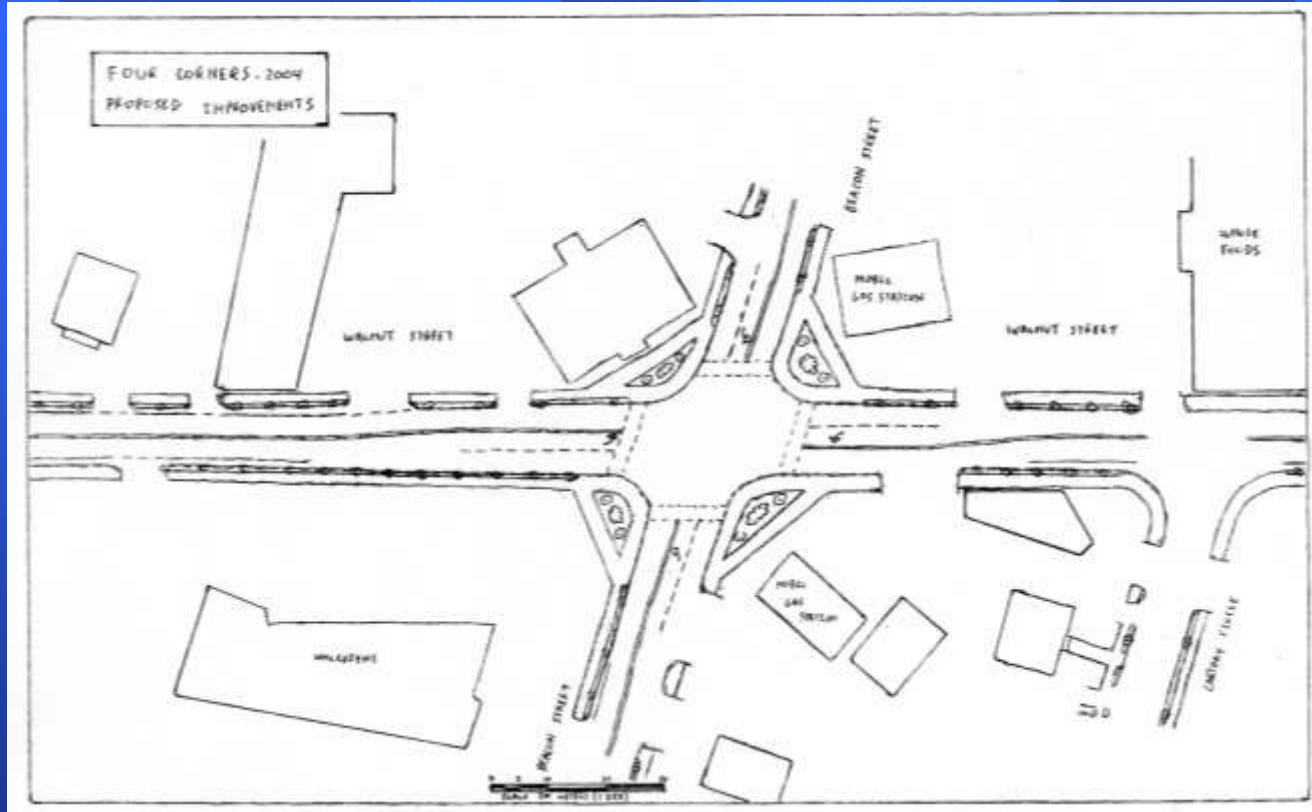 FOUR CORNERS - 2004
PROPOSED IMPROVEMENTS
BEACON STREET
WHOLE
FOODS
MOBIL
GAS STATION
WALNUT STREET
WALNUT STREET
MOBIL
GAS
STATION
WALGREENS
BEACON STREET